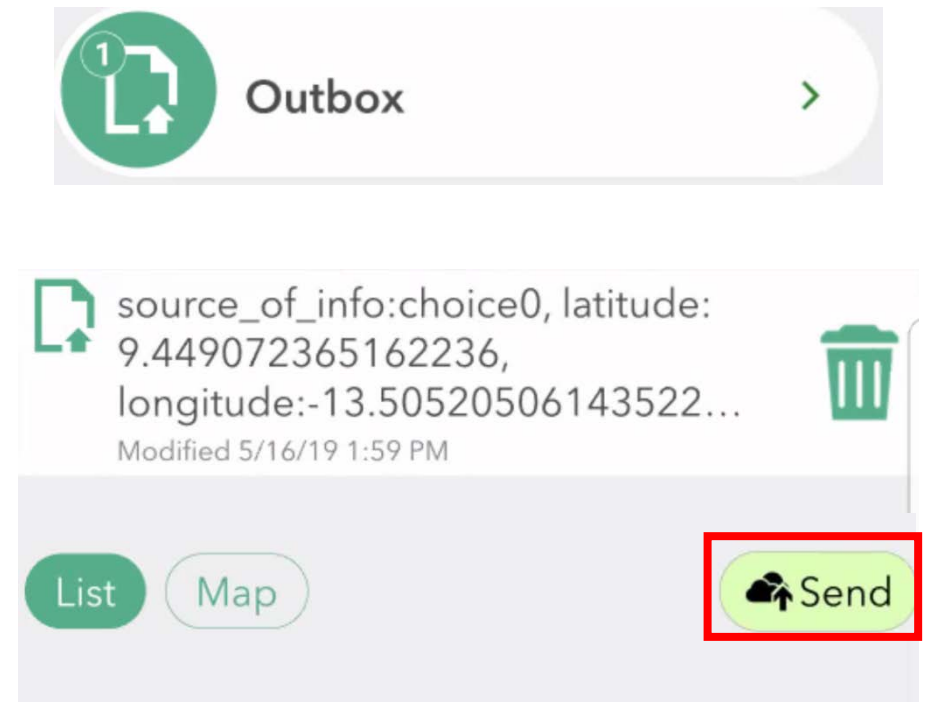 1
Outbox
source_of_info:choice0, latitude:
9.449072365162236,
longitude:-13.50520506143522...
Modified 5/16/19 1:59 PM
List
Map
Send